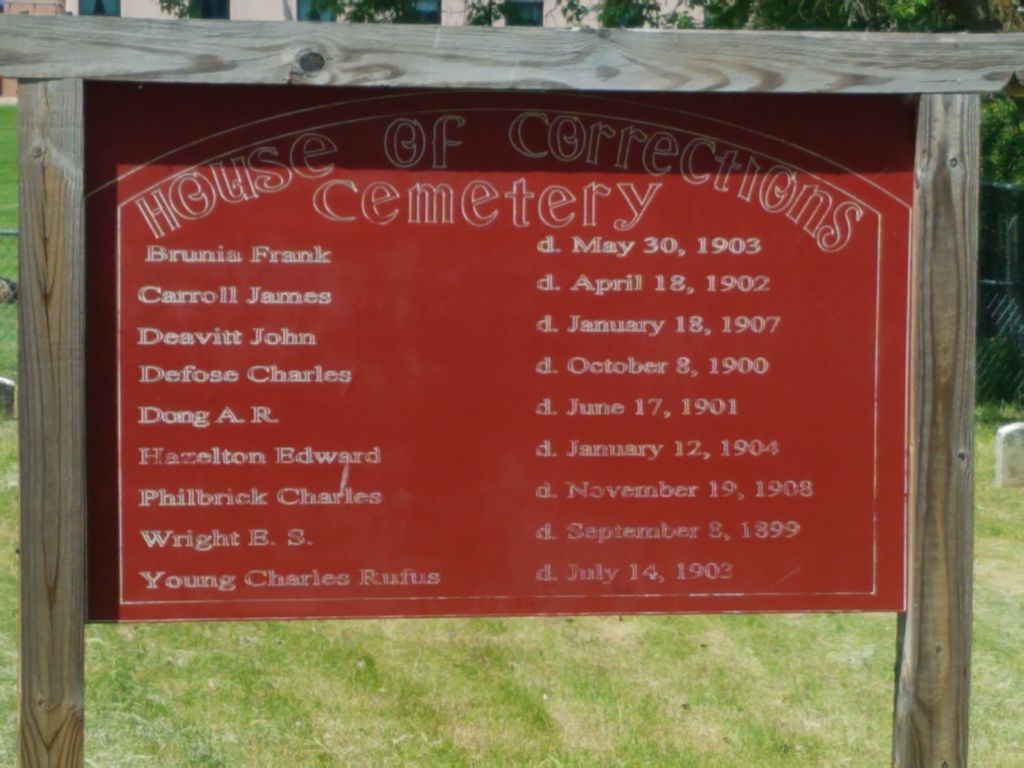 House of Corrections
Cemetery
Brunia Frank d. May 30, 1903
Carroll James d. April 18, 1902
Deavitt John d. January 18, 1907
Defose Charles d. October 8, 1900
Dong A. R. d. June 17, 1901
Hazelton Edward d. January 12, 1904
Philbrick Charles d. November 19, 1908
Wright E. S. d. September 8, 1899
Young Charles Rufus d. July 14, 1903